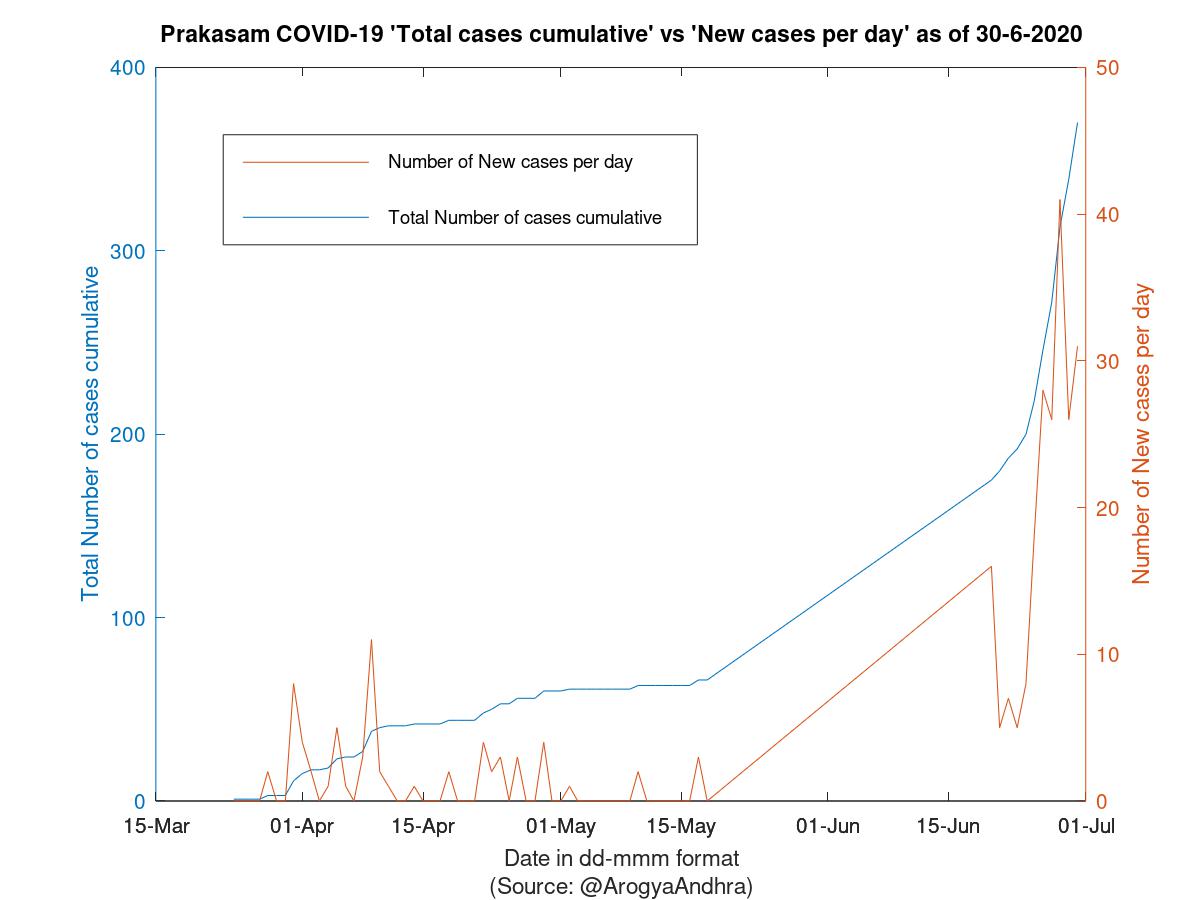 Prakasam COVID-19 'Total cases cumulative' vs 'New cases per day' as of 30-6-2020
400
300
200
100
0
Total Number of cases cumulative
Number of New cases per day
Total Number of cases cumulative
50
40
30
20
10
0
Number of New cases per day
15-Mar 01-Apr 15-Apr 01-May 15-May 01-Jun 15-Jun 01-Jul
Date in dd-mmm format
(Source: @ArogyaAndhra)